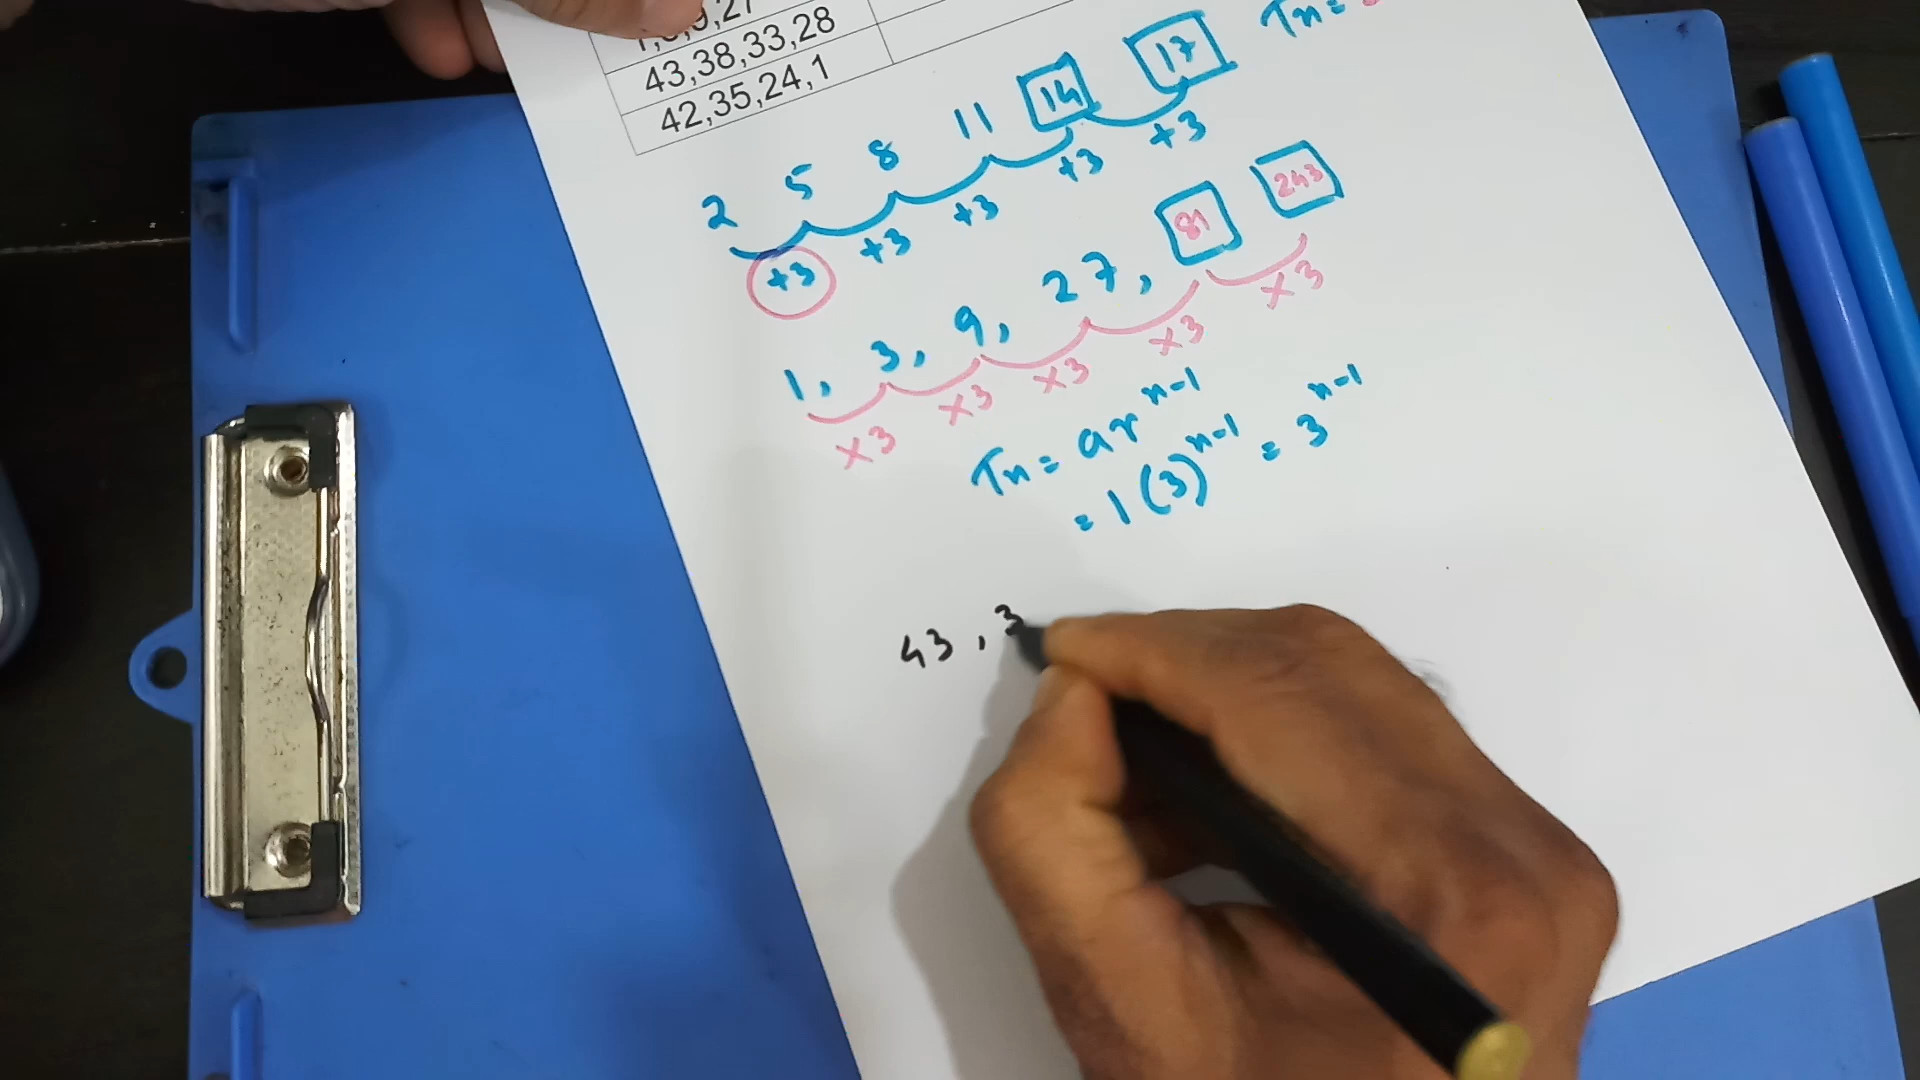 43,38,33,28
42,35,24,1
2 5 8 11 14 17 Tn =
+3 +3 +3 +3 +3
1, 3, 9, 27, 81 243
×3 ×3 ×3 ×3 ×3
Tn = ar^n-1
= 1(3)^n-1 = 3^n-1
43, 3